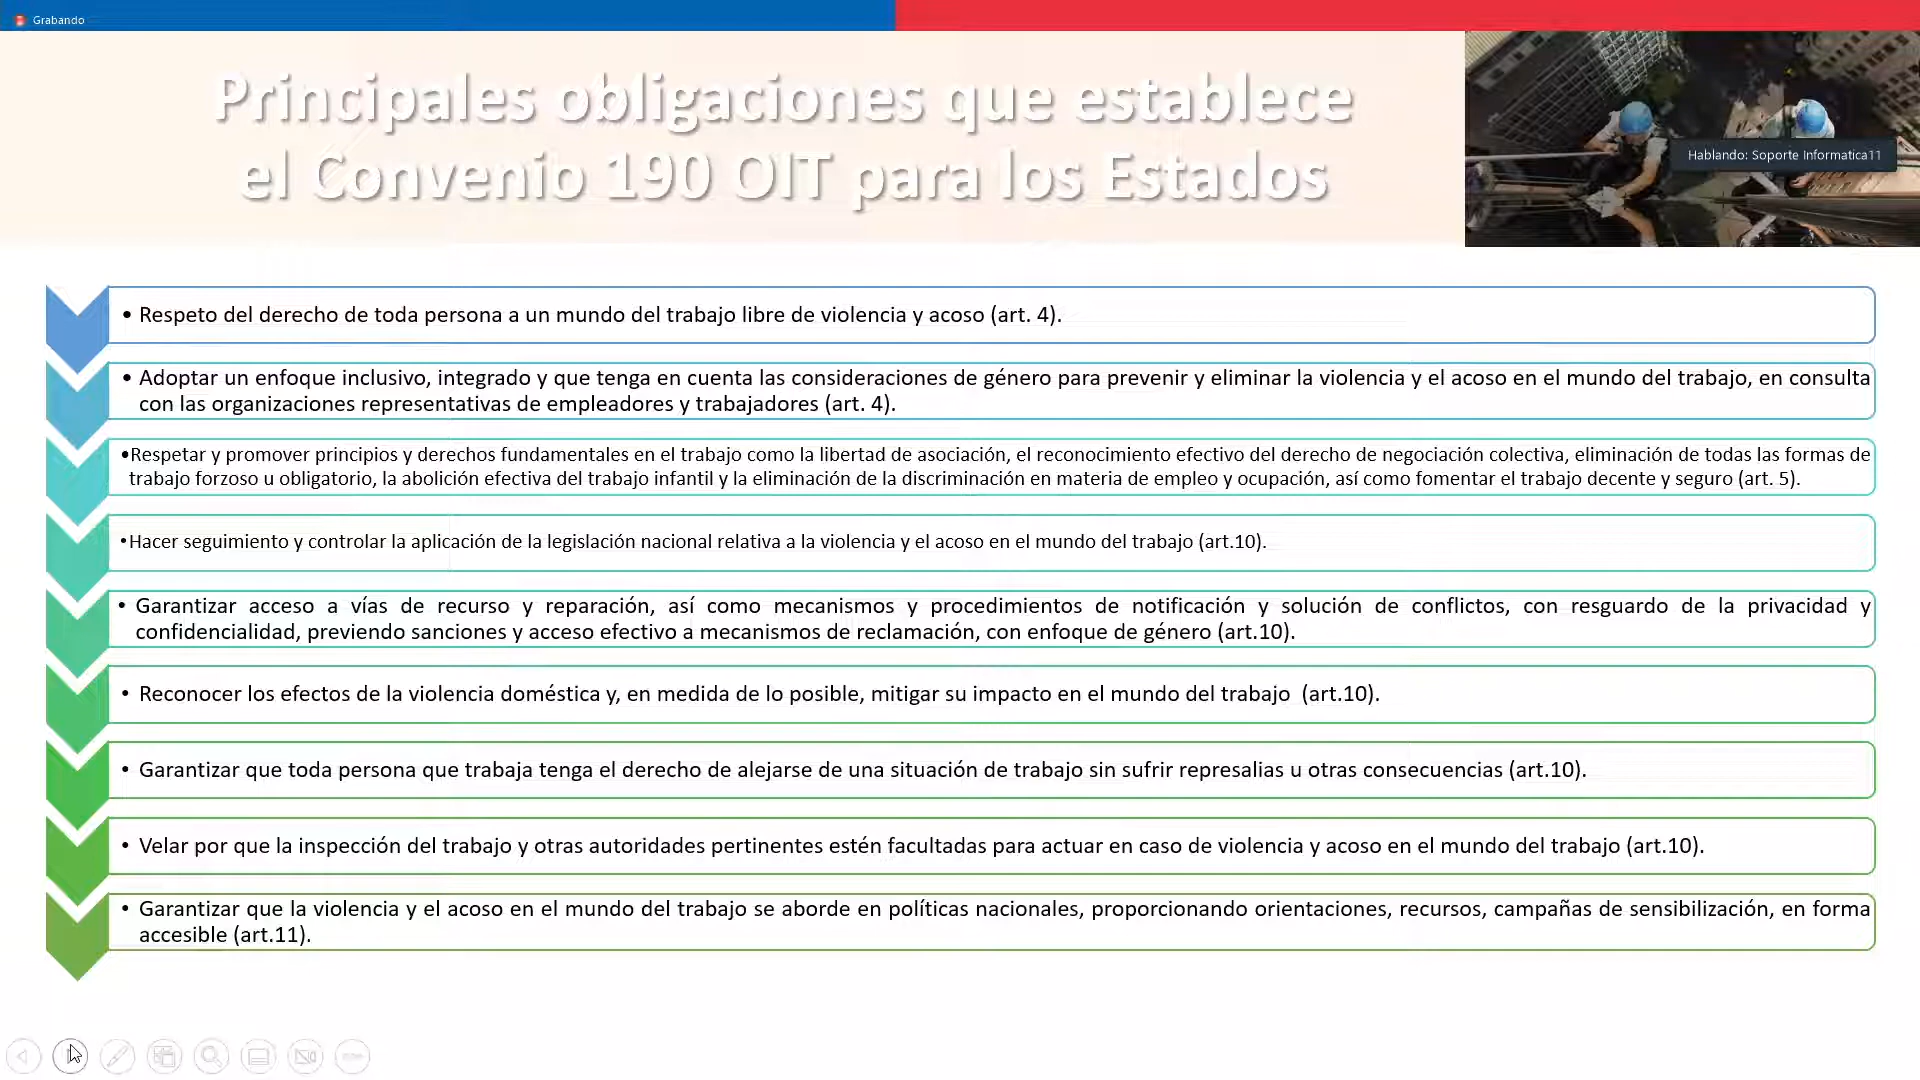 Grabando
Principales obligaciones que establece
el Convenio 190 OIT para los Estados
Hablando: Soporte Informatica11
• Respeto del derecho de toda persona a un mundo del trabajo libre de violencia y acoso (art. 4).
• Adoptar un enfoque inclusivo, integrado y que tenga en cuenta las consideraciones de género para prevenir y eliminar la violencia y el acoso en el mundo del trabajo, en consulta
con las organizaciones representativas de empleadores y trabajadores (art. 4).
•Respetar y promover principios y derechos fundamentales en el trabajo como la libertad de asociación, el reconocimiento efectivo del derecho de negociación colectiva, eliminación de todas las formas de
trabajo forzoso u obligatorio, la abolición efectiva del trabajo infantil y la eliminación de la discriminación en materia de empleo y ocupación, así como fomentar el trabajo decente y seguro (art. 5).
•Hacer seguimiento y controlar la aplicación de la legislación nacional relativa a la violencia y el acoso en el mundo del trabajo (art.10).
• Garantizar acceso a vías de recurso y reparación, así como mecanismos y procedimientos de notificación y solución de conflictos, con resguardo de la privacidad y
confidencialidad, previendo sanciones y acceso efectivo a mecanismos de reclamación, con enfoque de género (art.10).
• Reconocer los efectos de la violencia doméstica y, en medida de lo posible, mitigar su impacto en el mundo del trabajo (art.10).
• Garantizar que toda persona que trabaja tenga el derecho de alejarse de una situación de trabajo sin sufrir represalias u otras consecuencias (art.10).
• Velar por que la inspección del trabajo y otras autoridades pertinentes estén facultadas para actuar en caso de violencia y acoso en el mundo del trabajo (art.10).
• Garantizar que la violencia y el acoso en el mundo del trabajo se aborde en políticas nacionales, proporcionando orientaciones, recursos, campañas de sensibilización, en forma
accesible (art.11).